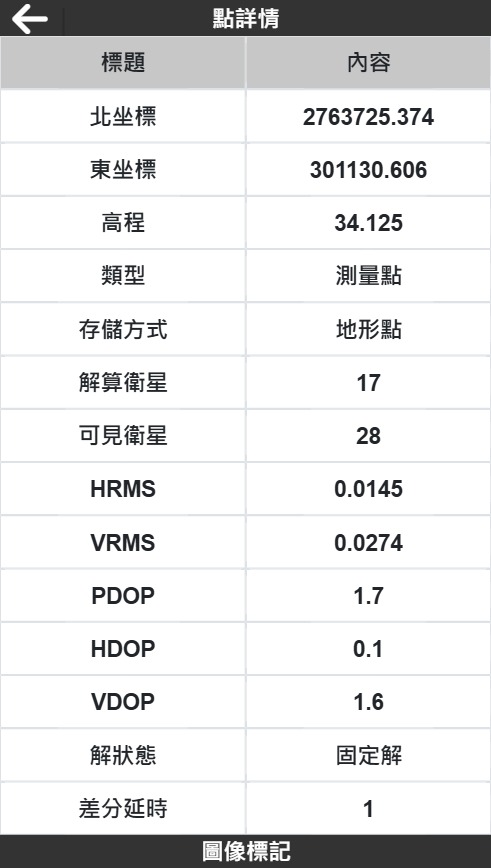 點詳情
標題 內容
北坐標 2763725.374
東坐標 301130.606
高程 34.125
類型 測量點
存儲方式 地形點
解算衛星 17
可見衛星 28
HRMS 0.0145
VRMS 0.0274
PDOP 1.7
HDOP 0.1
VDOP 1.6
解狀態 固定解
差分延時 1
圖像標記